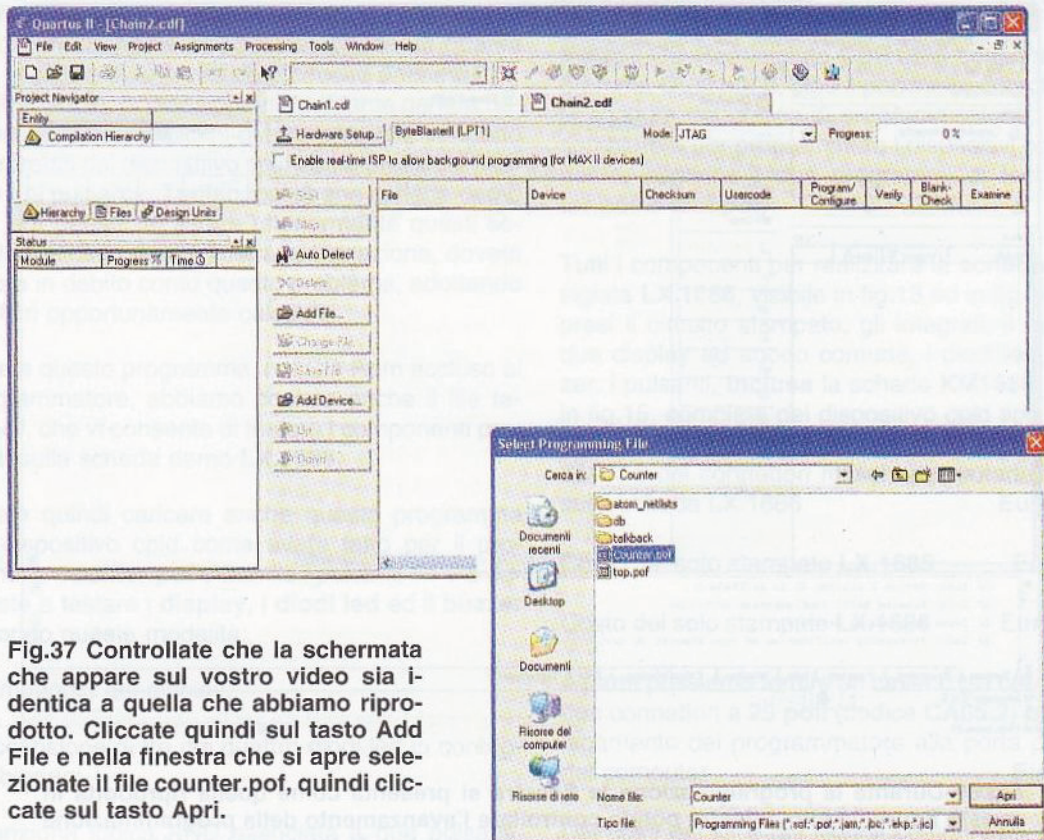 Quartus II - [Chain2.cdf]
File Edit View Project Assignments Processing Tools Window Help
Project Navigator
Entity
Compilation Hierarchy
Hierarchy Files Design Units
Status
Module Progress % Time
Chain1.cdf
Chain2.cdf
Hardware Setup... ByteBlasterII [LPT1]
Mode: JTAG
Progress: 0 %
Enable real-time ISP to allow background programming (for MAX II devices)
File Device Checksum Usercode Program/ Configure Verify Blank- Check Examine
Stop
Auto Detect
Delete
Add File...
Change File
Add Device...
Select Programming File
Cerca in: Counter
atom_netlists
db
talkback
Counter.pof
top.pof
Documenti recenti
Desktop
Documenti
Risorse del computer
Risorse di rete
Nome file: Counter
Apri
Tipo file: Programming Files (*.sof;*.pof;*.jam;*.jbc;*.ekp;*.jic)
Annulla
Fig.37 Controllate che la schermata
che appare sul vostro video sia i-
dentica a quella che abbiamo ripro-
dotto. Cliccate quindi sul tasto Add
File e nella finestra che si apre sele-
zionate il file counter.pof, quindi clic-
cate sul tasto Apri.